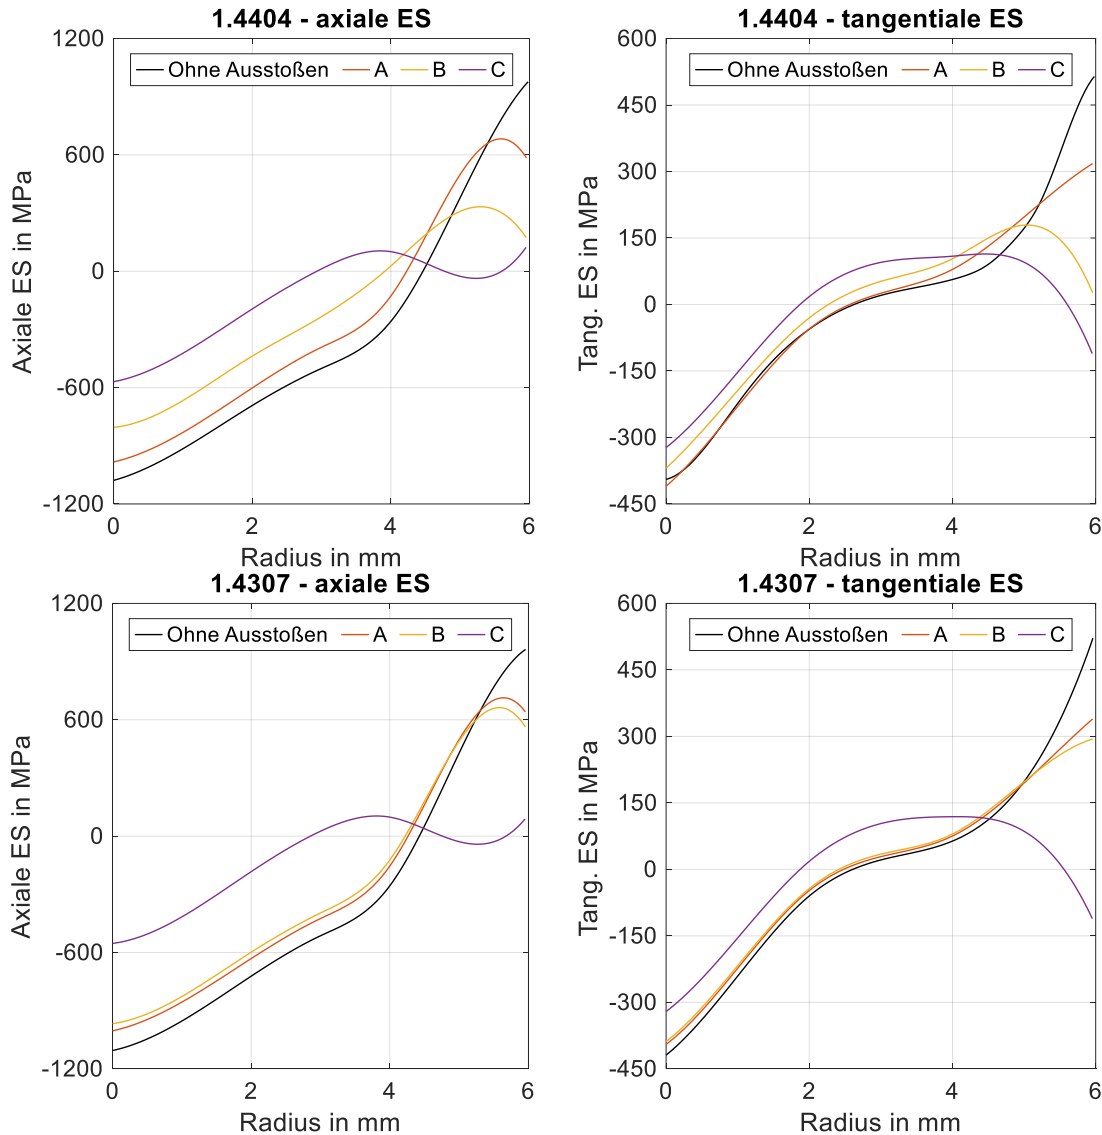 1.4404 - axiale ES
1200
600
0
-600
-1200
Axiale ES in MPa
Ohne Ausstoßen A B C
0 2 4 6
Radius in mm
1.4404 - tangentiale ES
600
450
300
150
0
-150
-300
-450
Tang. ES in MPa
Ohne Ausstoßen A B C
0 2 4 6
Radius in mm
1.4307 - axiale ES
1200
600
0
-600
-1200
Axiale ES in MPa
Ohne Ausstoßen A B C
0 2 4 6
Radius in mm
1.4307 - tangentiale ES
600
450
300
150
0
-150
-300
-450
Tang. ES in MPa
Ohne Ausstoßen A B C
0 2 4 6
Radius in mm